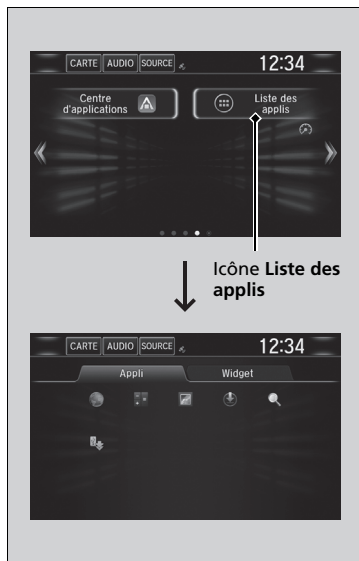 CARTE AUDIO SOURCE 12:34
Centre d'applications
Liste des applis
Icône Liste des applis
CARTE AUDIO SOURCE 12:34
Appli Widget